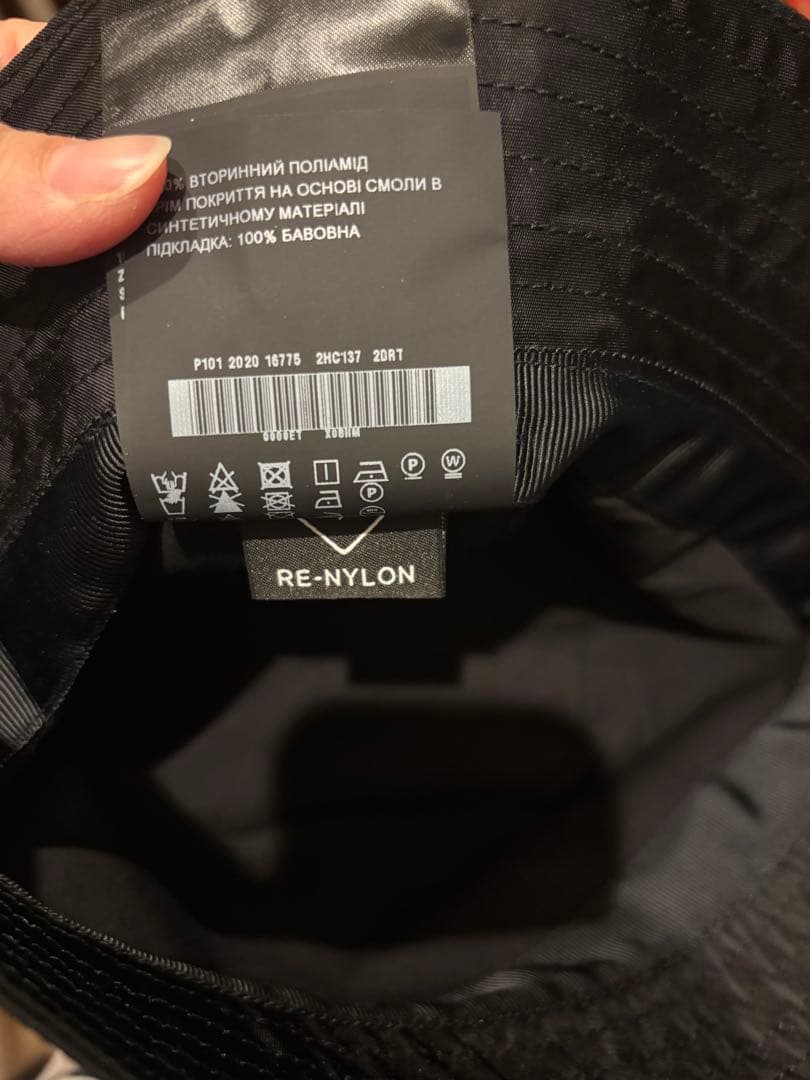 ВТОРИННИЙ ПОЛІАМІД
ПОКРИТТЯ НА ОСНОВІ СМОЛИ В
СИНТЕТИЧНОМУ МАТЕРІАЛІ
ПІДКЛАДКА: 100% БАВОВНА
P101 2020 16775 2HC137 2DRT
P W
P
RE-NYLON